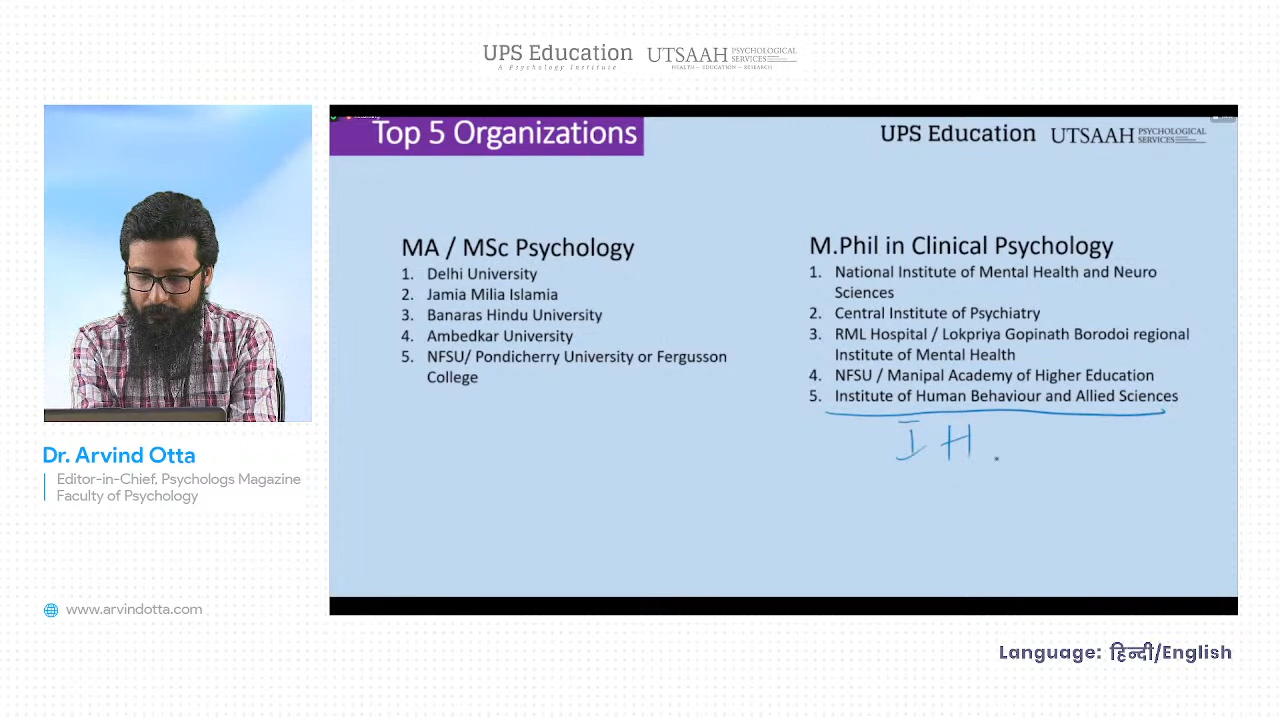 UPS Education
A Psychology Institute
UTSAAH PSYCHOLOGICAL SERVICES
HEALTH - EDUCATION - RESEARCH
Top 5 Organizations
UPS Education UTSAAH PSYCHOLOGICAL SERVICES
MA / MSc Psychology
1. Delhi University
2. Jamia Milia Islamia
3. Banaras Hindu University
4. Ambedkar University
5. NFSU/ Pondicherry University or Fergusson
College
M.Phil in Clinical Psychology
1. National Institute of Mental Health and Neuro
Sciences
2. Central Institute of Psychiatry
3. RML Hospital / Lokpriya Gopinath Borodoi regional
Institute of Mental Health
4. NFSU / Manipal Academy of Higher Education
5. Institute of Human Behaviour and Allied Sciences
I H
Dr. Arvind Otta
Editor-in-Chief, Psychologs Magazine
Faculty of Psychology
www.arvindotta.com
Language: हिन्दी/English